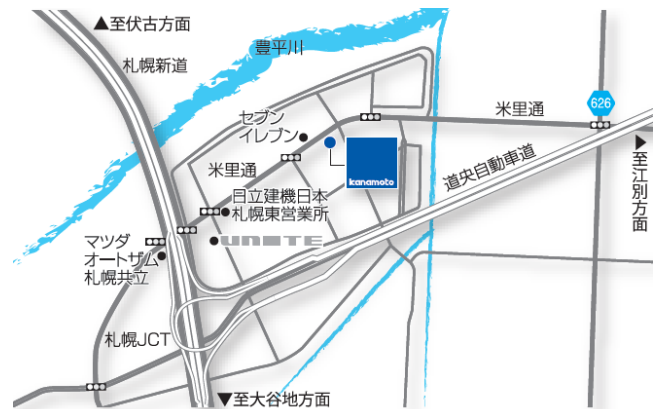 ▲至伏古方面
豊平川
札幌新道
セブン
イレブン
米里通
626
kanamoto
米里通
道央自動車道
▶至江別方面
日立建機日本
札幌東営業所
UNITE
マツダ
オートザム
札幌共立
札幌JCT
▼至大谷地方面